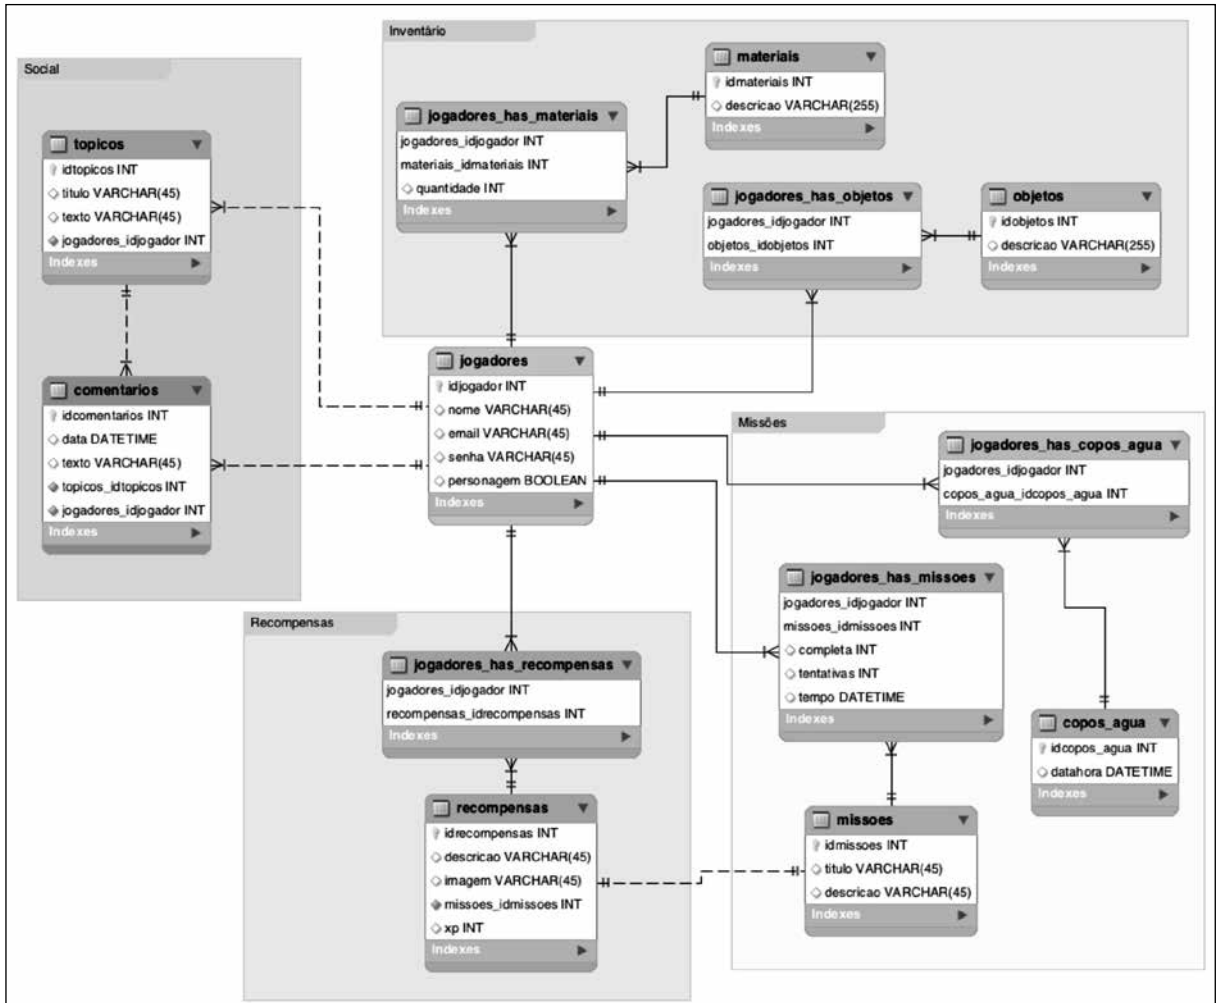 Social
topicos
idtopicos INT
titulo VARCHAR(45)
texto VARCHAR(45)
jogadores_idjogador INT
Indexes
comentarios
idcomentarios INT
data DATETIME
texto VARCHAR(45)
topicos_idtopicos INT
jogadores_idjogador INT
Indexes
Inventário
jogadores_has_materiais
jogadores_idjogador INT
materiais_idmateriais INT
quantidade INT
Indexes
materiais
idmateriais INT
descricao VARCHAR(255)
Indexes
jogadores_has_objetos
jogadores_idjogador INT
objetos_idobjetos INT
Indexes
objetos
idobjetos INT
descricao VARCHAR(255)
Indexes
jogadores
idjogador INT
nome VARCHAR(45)
email VARCHAR(45)
senha VARCHAR(45)
personagem BOOLEAN
Indexes
Missões
jogadores_has_copos_agua
jogadores_idjogador INT
copos_agua_idcopos_agua INT
Indexes
jogadores_has_missoes
jogadores_idjogador INT
missoes_idmissoes INT
completa INT
tentativas INT
tempo DATETIME
Indexes
copos_agua
idcopos_agua INT
datahora DATETIME
Indexes
missoes
idmissoes INT
titulo VARCHAR(45)
descricao VARCHAR(45)
Indexes
Recompensas
jogadores_has_recompensas
jogadores_idjogador INT
recompensas_idrecompensas INT
Indexes
recompensas
idrecompensas INT
descricao VARCHAR(45)
imagem VARCHAR(45)
missoes_idmissoes INT
xp INT
Indexes